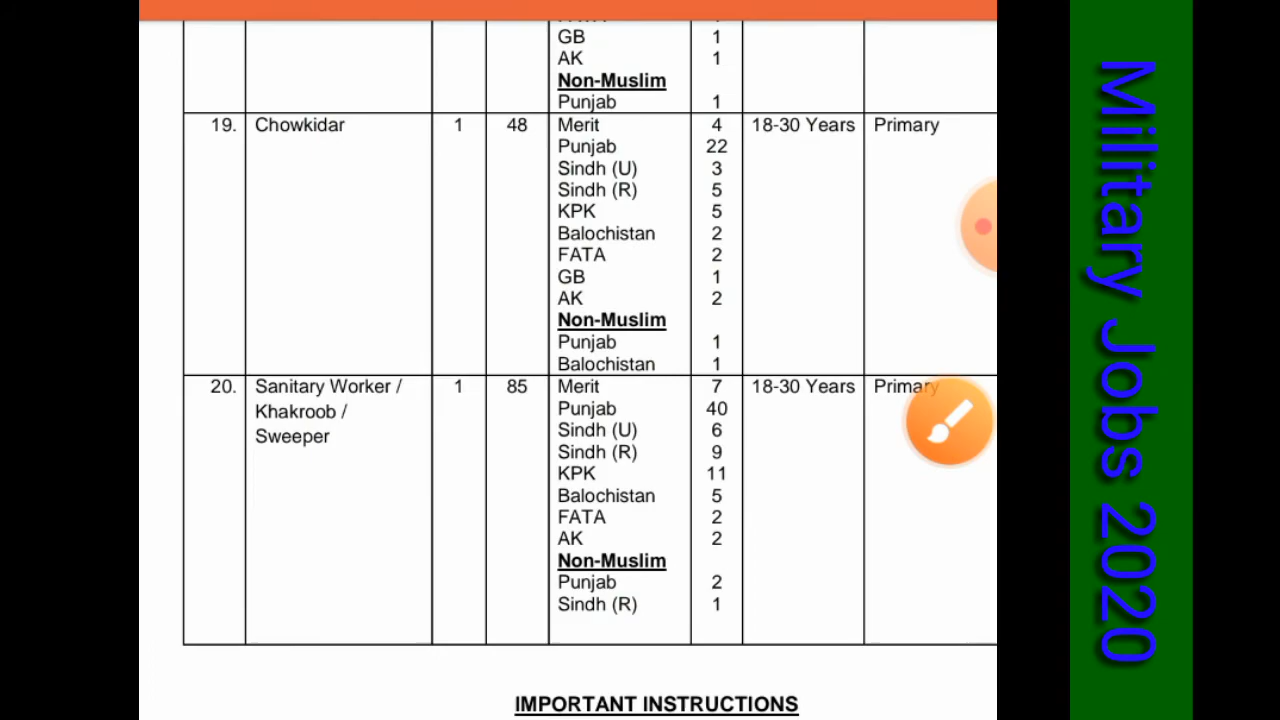 GB 1
AK 1
Non-Muslim
Punjab 1
19. Chowkidar 1 48 Merit 4 18-30 Years Primary
Punjab 22
Sindh (U) 3
Sindh (R) 5
KPK 5
Balochistan 2
FATA 2
GB 1
AK 2
Non-Muslim
Punjab 1
Balochistan 1
20. Sanitary Worker / 1 85 Merit 7 18-30 Years Primary
Khakroob / Punjab 40
Sweeper Sindh (U) 6
Sindh (R) 9
KPK 11
Balochistan 5
FATA 2
AK 2
Non-Muslim
Punjab 2
Sindh (R) 1
IMPORTANT INSTRUCTIONS
Military Jobs 2020